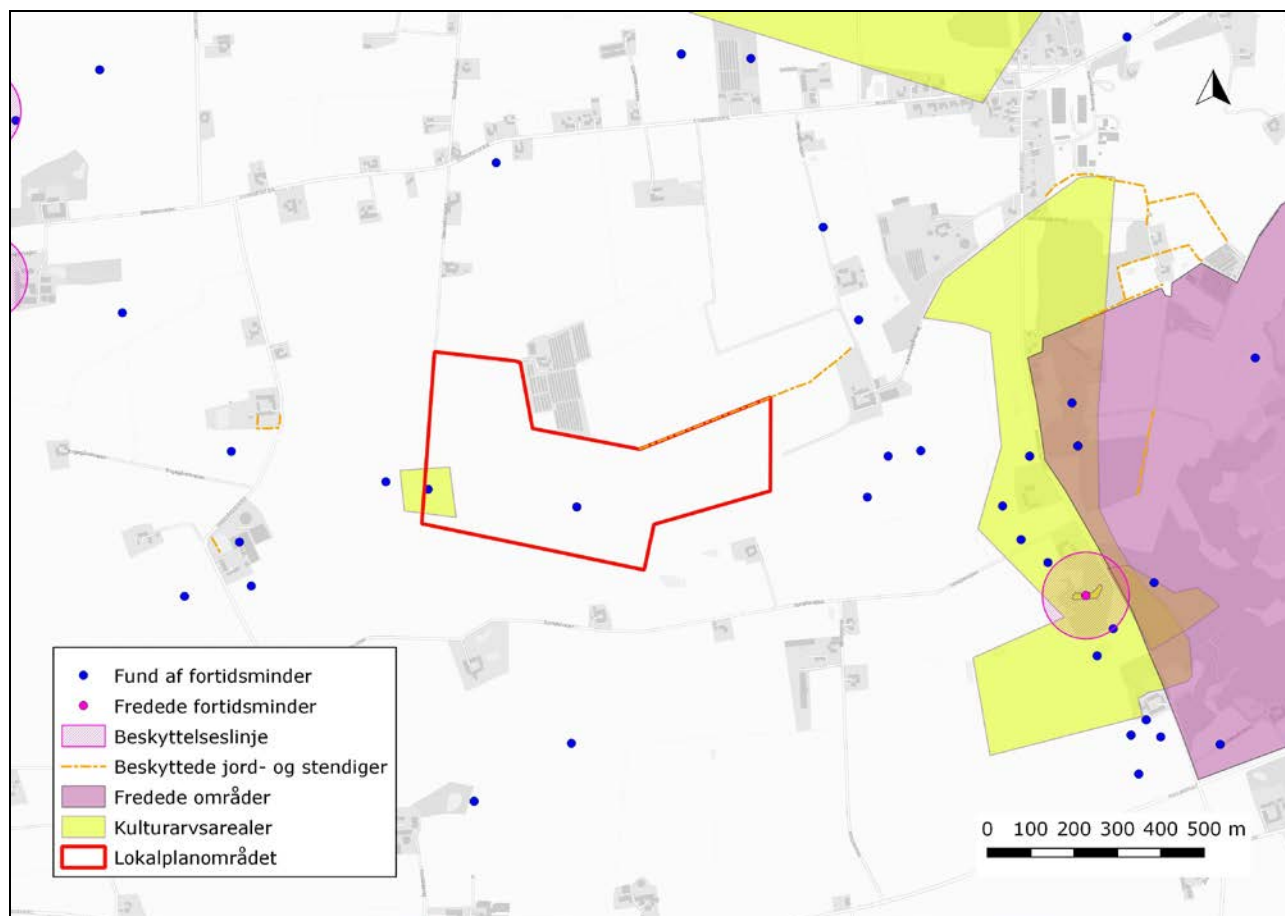 Fund af fortidsminder
Fredede fortidsminder
Beskyttelseslinje
Beskyttede jord- og stendiger
Fredede områder
Kulturarvsarealer
Lokalplanområdet
0 100 200 300 400 500 m